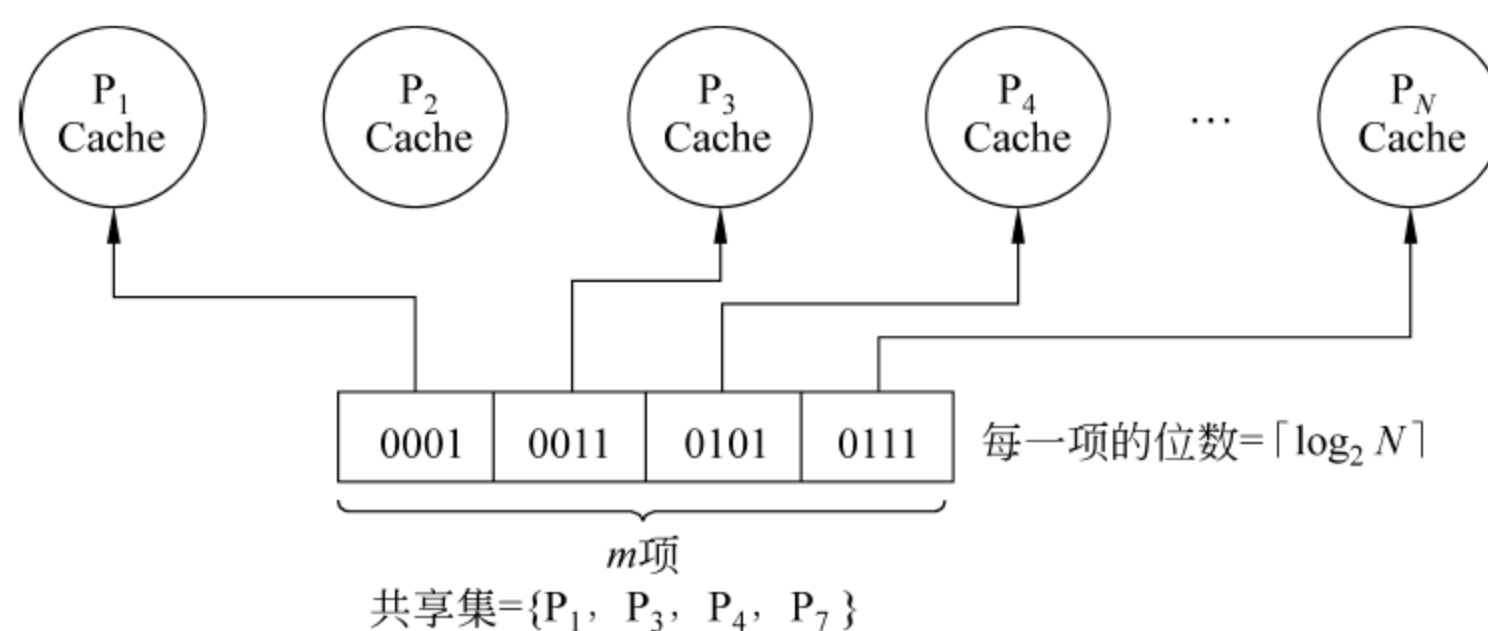 P₁ Cache
P₂ Cache
P₃ Cache
P₄ Cache
…
P_N Cache
0001 0011 0101 0111 每一项的位数=⌈log₂ N⌉
m项
共享集={P₁, P₃, P₄, P₇ }